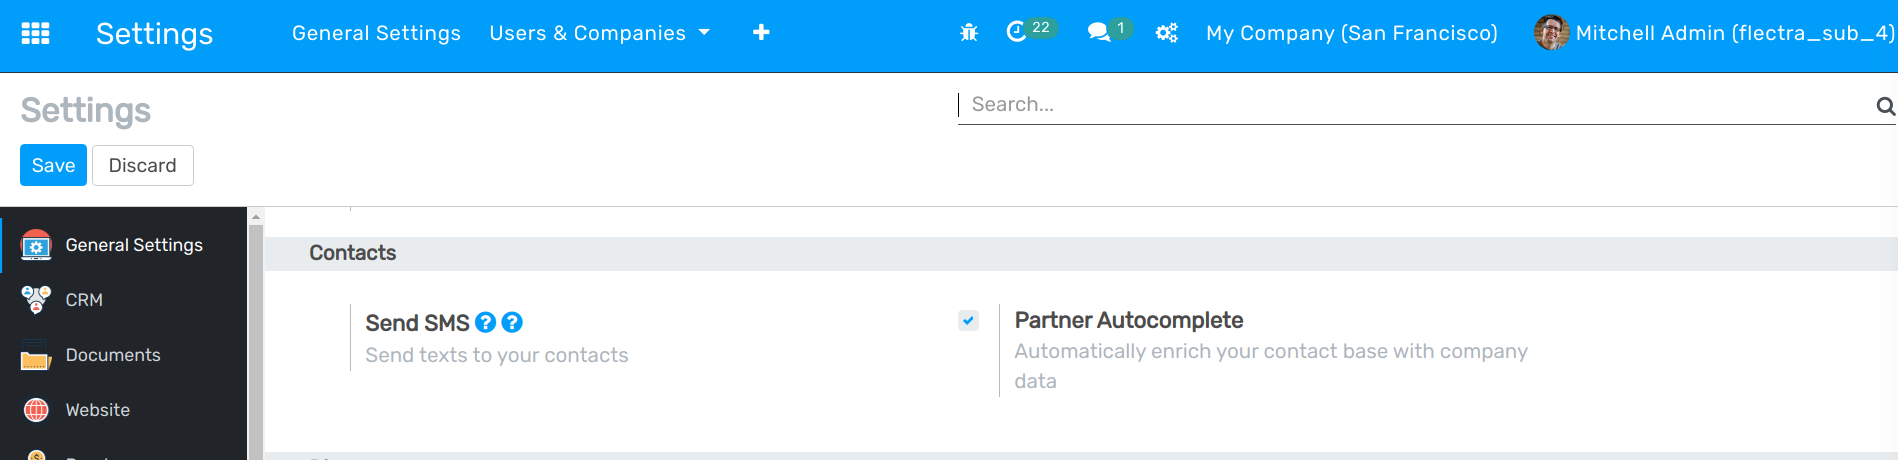 Settings General Settings Users & Companies 22 1 My Company (San Francisco) Mitchell Admin (flectra_sub_4)
Settings
Search...
Save Discard
General Settings
Contacts
CRM
Send SMS ? ?
Partner Autocomplete
Send texts to your contacts
Automatically enrich your contact base with company
data
Documents
Website